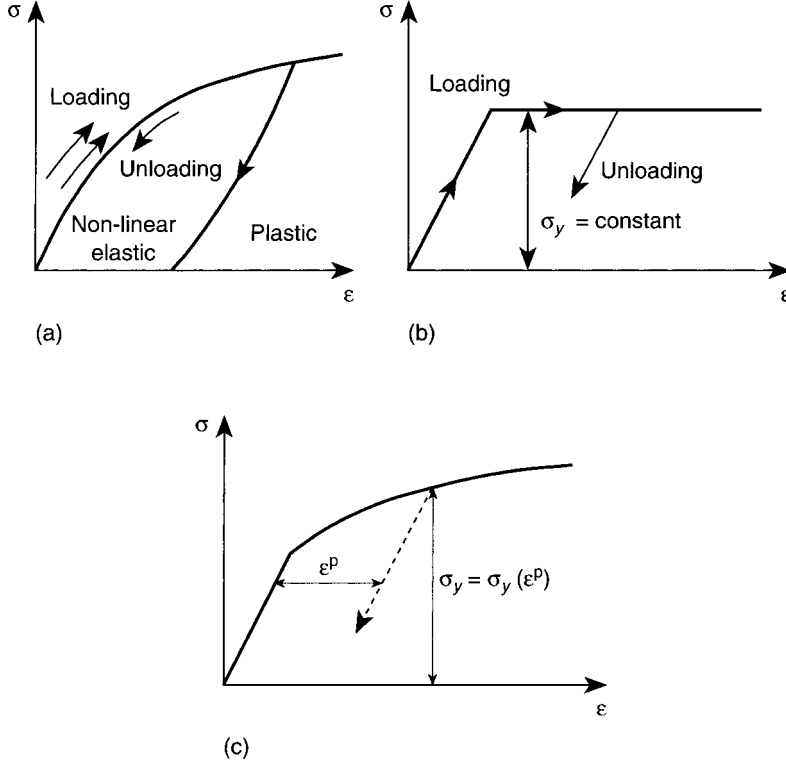 σ
Loading
Unloading
Non-linear
elastic
Plastic
ε
(a)
σ
Loading
Unloading
σy = constant
ε
(b)
σ
εᵖ
σy = σy (εᵖ)
ε
(c)